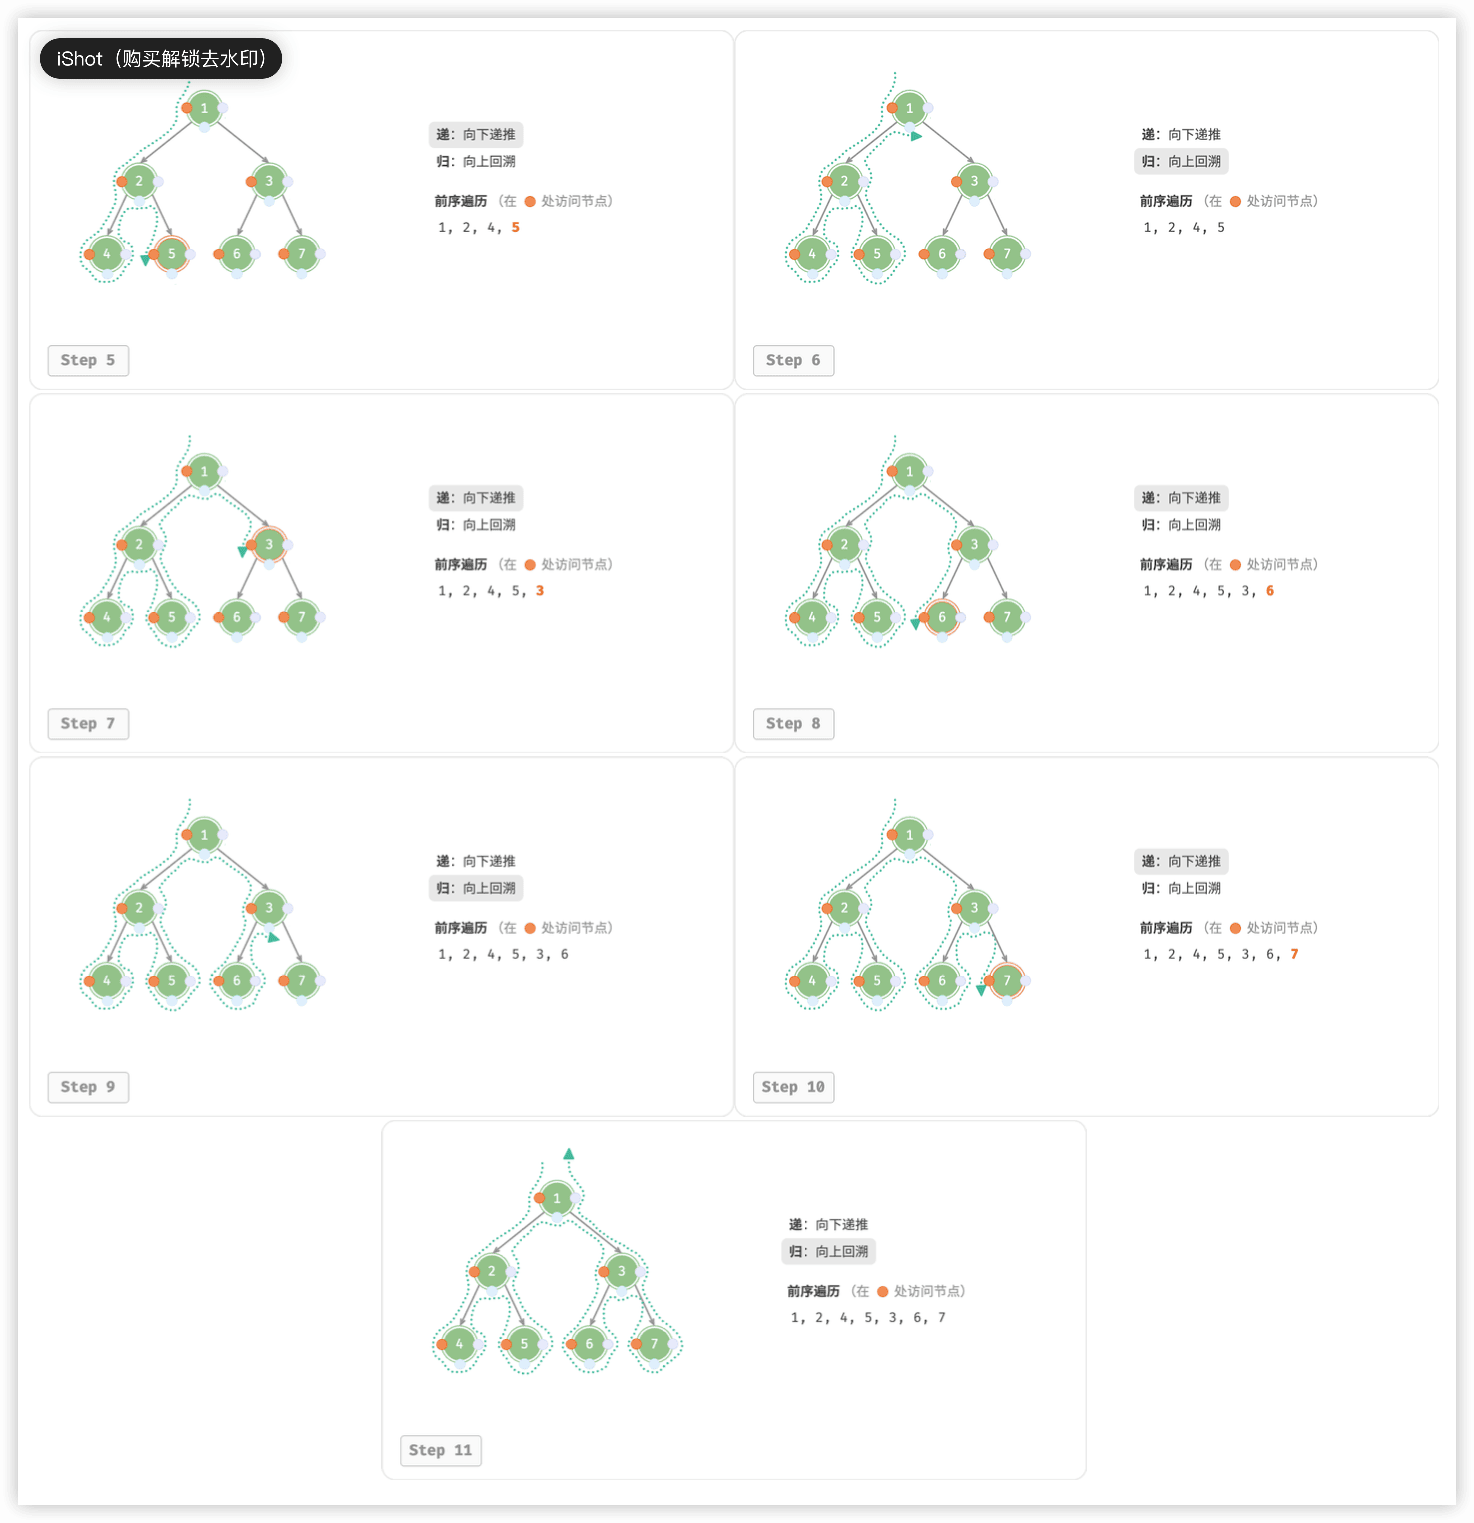 iShot（购买解锁去水印）
1
2
3
4
5
6
7
递：向下递推
归：向上回溯
前序遍历（在 处访问节点）
1, 2, 4, 5
Step 5
1
2
3
4
5
6
7
递：向下递推
归：向上回溯
前序遍历（在 处访问节点）
1, 2, 4, 5
Step 6
1
2
3
4
5
6
7
递：向下递推
归：向上回溯
前序遍历（在 处访问节点）
1, 2, 4, 5, 3
Step 7
1
2
3
4
5
6
7
递：向下递推
归：向上回溯
前序遍历（在 处访问节点）
1, 2, 4, 5, 3, 6
Step 8
1
2
3
4
5
6
7
递：向下递推
归：向上回溯
前序遍历（在 处访问节点）
1, 2, 4, 5, 3, 6
Step 9
1
2
3
4
5
6
7
递：向下递推
归：向上回溯
前序遍历（在 处访问节点）
1, 2, 4, 5, 3, 6, 7
Step 10
1
2
3
4
5
6
7
递：向下递推
归：向上回溯
前序遍历（在 处访问节点）
1, 2, 4, 5, 3, 6, 7
Step 11